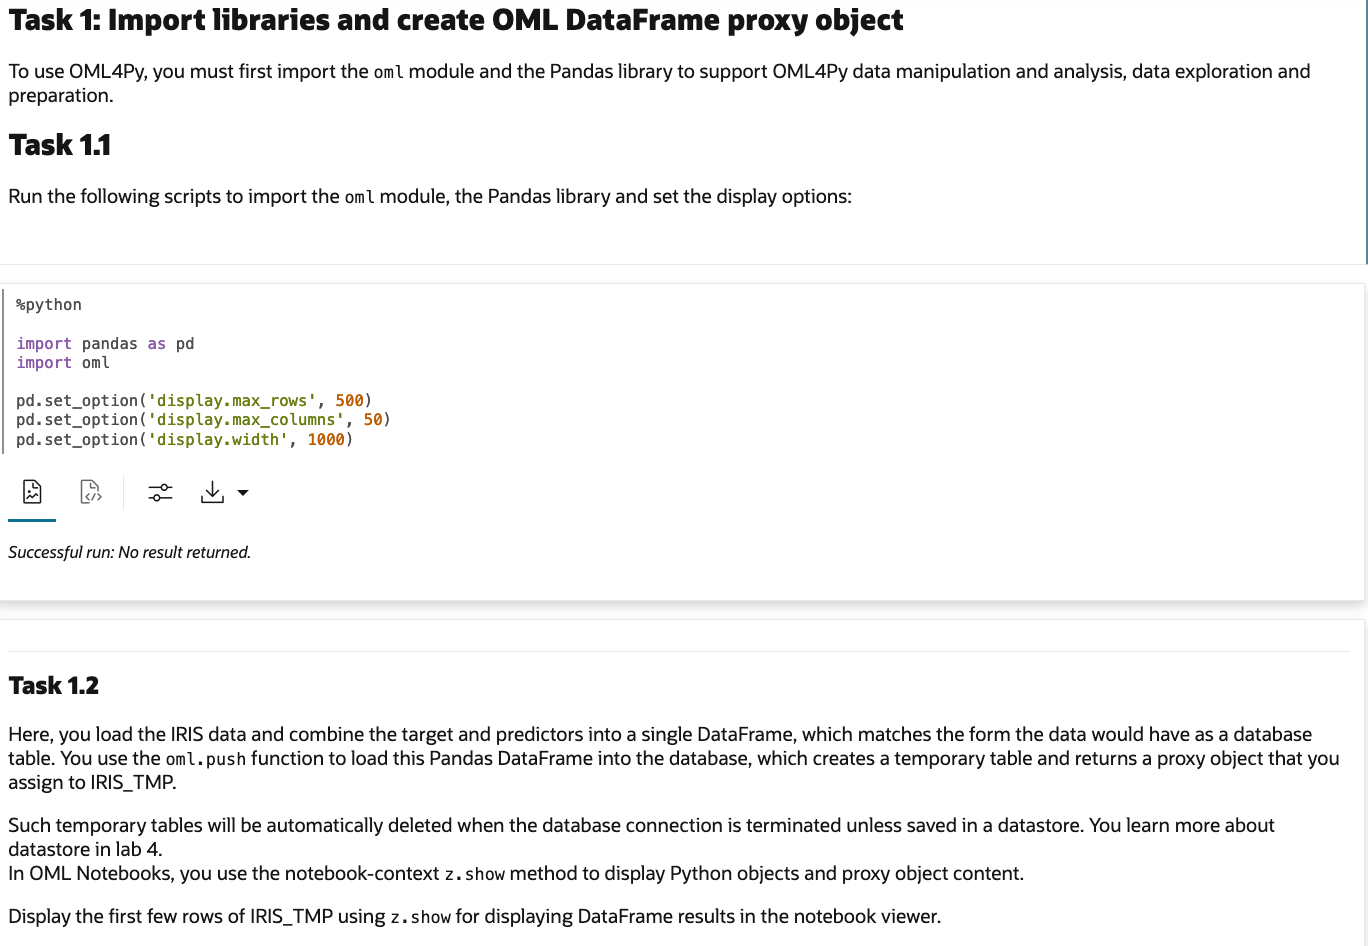 Task 1: Import libraries and create OML DataFrame proxy object
To use OML4Py, you must first import the oml module and the Pandas library to support OML4Py data manipulation and analysis, data exploration and
preparation.
Task 1.1
Run the following scripts to import the oml module, the Pandas library and set the display options:
%python
import pandas as pd
import oml
pd.set_option('display.max_rows', 500)
pd.set_option('display.max_columns', 50)
pd.set_option('display.width', 1000)
Successful run: No result returned.
Task 1.2
Here, you load the IRIS data and combine the target and predictors into a single DataFrame, which matches the form the data would have as a database
table. You use the oml.push function to load this Pandas DataFrame into the database, which creates a temporary table and returns a proxy object that you
assign to IRIS_TMP.
Such temporary tables will be automatically deleted when the database connection is terminated unless saved in a datastore. You learn more about
datastore in lab 4.
In OML Notebooks, you use the notebook-context z.show method to display Python objects and proxy object content.
Display the first few rows of IRIS_TMP using z.show for displaying DataFrame results in the notebook viewer.